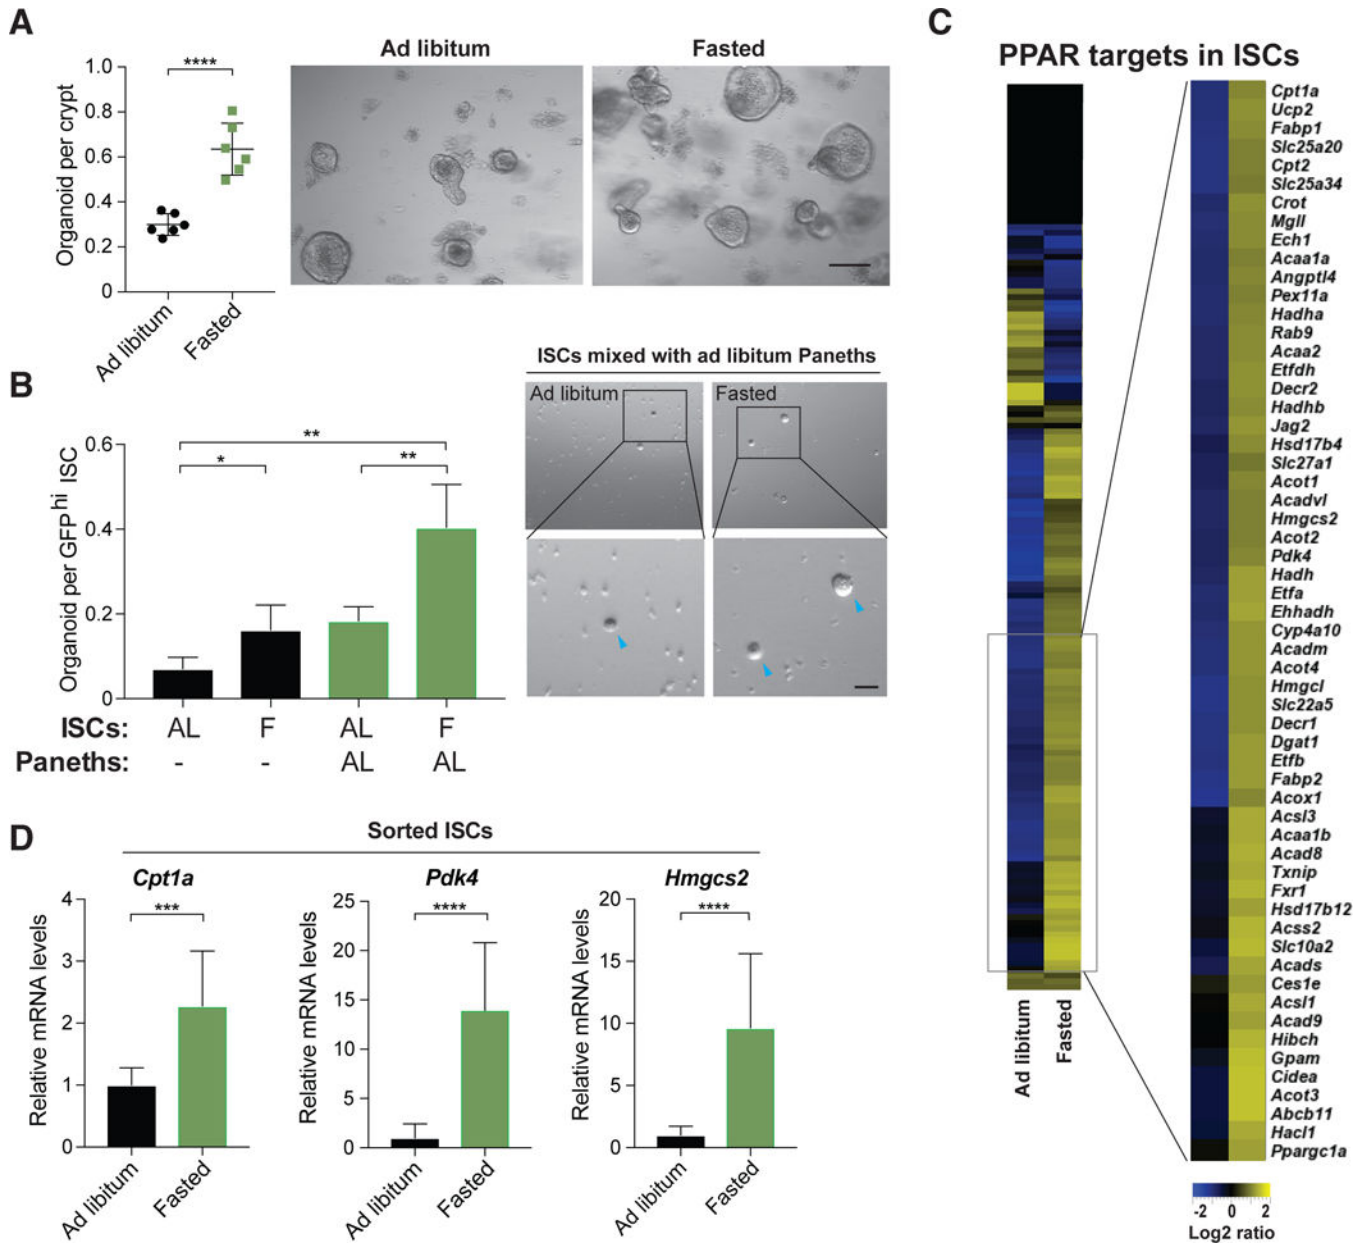 A
Ad libitum
Fasted
****
Organoid per crypt
1.0
0.8
0.6
0.4
0.2
0
Ad libitum
Fasted
B
ISCs mixed with ad libitum Paneths
Ad libitum
Fasted
Organoid per GFPhi ISC
0.6
0.4
0.2
0
**
*
**
ISCs: AL F AL F
Paneths: - - AL AL
C
PPAR targets in ISCs
Cpt1a
Ucp2
Fabp1
Slc25a20
Cpt2
Slc25a34
Crot
Mgll
Ech1
Acaa1a
Angptl4
Pex11a
Hadha
Rab9
Acaa2
Etfdh
Decr2
Hadhb
Jag2
Hsd17b4
Slc27a1
Acot1
Acadvl
Hmgcs2
Acot2
Pdk4
Hadh
Etfa
Ehhadh
Cyp4a10
Acadm
Acot4
Hmgcl
Slc22a5
Decr1
Dgat1
Etfb
Fabp2
Acox1
Acsl3
Acaa1b
Acad8
Txnip
Fxr1
Hsd17b12
Acss2
Slc10a2
Acads
Ces1e
Acsl1
Acad9
Hibch
Gpam
Cidea
Acot3
Abcb11
Hacl1
Ppargc1a
Ad libitum
Fasted
-2 0 2
Log2 ratio
D
Sorted ISCs
Cpt1a
Relative mRNA levels
4
3
2
1
0
***
Ad libitum
Fasted
Pdk4
Relative mRNA levels
25
20
15
10
5
0
****
Ad libitum
Fasted
Hmgcs2
Relative mRNA levels
20
15
10
5
0
****
Ad libitum
Fasted